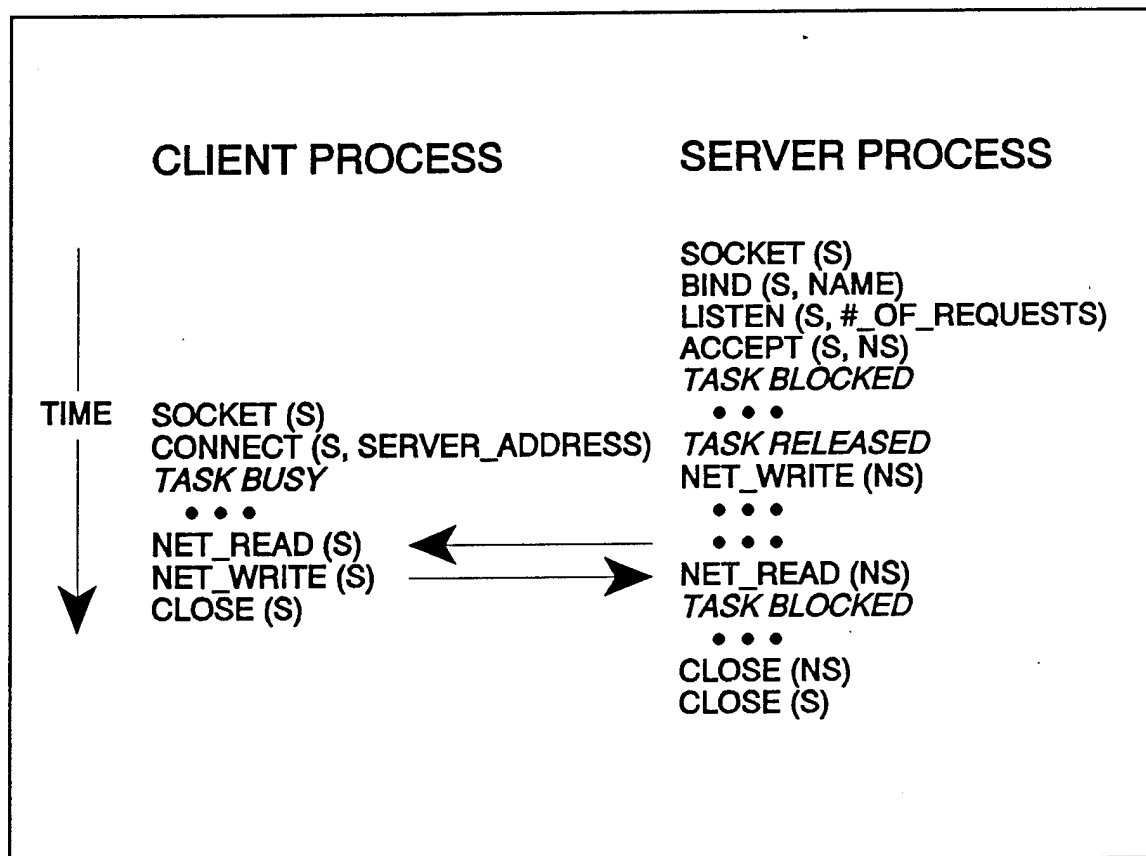 CLIENT PROCESS
SERVER PROCESS
TIME
SOCKET (S)
CONNECT (S, SERVER_ADDRESS)
TASK BUSY
• • •
NET_READ (S)
NET_WRITE (S)
CLOSE (S)
SOCKET (S)
BIND (S, NAME)
LISTEN (S, #_OF_REQUESTS)
ACCEPT (S, NS)
TASK BLOCKED
• • •
TASK RELEASED
NET_WRITE (NS)
• • •
• • •
NET_READ (NS)
TASK BLOCKED
• • •
CLOSE (NS)
CLOSE (S)